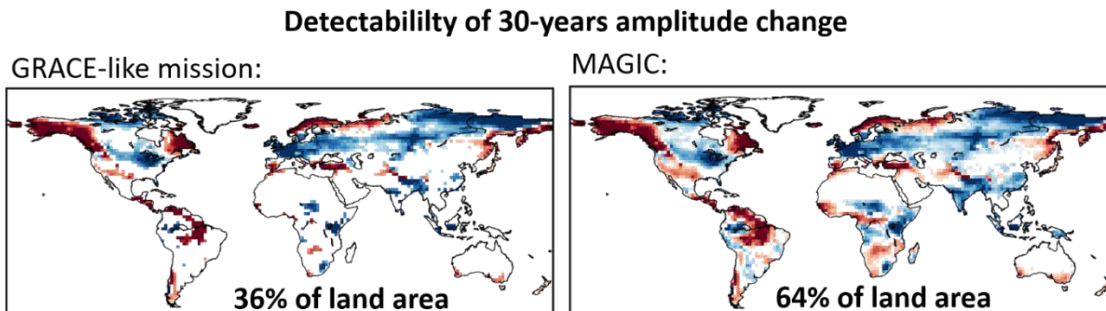 Detectabililty of 30-years amplitude change
GRACE-like mission:
MAGIC:
36% of land area
64% of land area